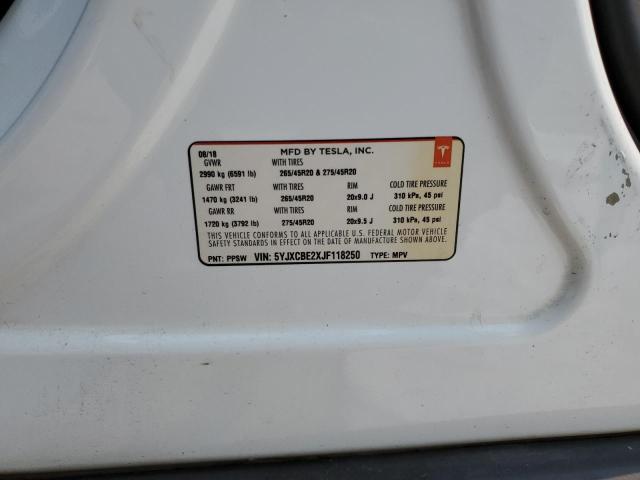 08/18 MFD BY TESLA, INC.
GVWR WITH TIRES
2990 kg (6591 lb) 265/45R20 & 275/45R20
GAWR FRT WITH TIRES RIM COLD TIRE PRESSURE
1470 kg (3241 lb) 265/45R20 20x9.0 J 310 kPa, 45 psi
GAWR RR WITH TIRES RIM COLD TIRE PRESSURE
1720 kg (3792 lb) 275/45R20 20x9.5 J 310 kPa, 45 psi
THIS VEHICLE CONFORMS TO ALL APPLICABLE U.S. FEDERAL MOTOR VEHICLE
SAFETY STANDARDS IN EFFECT ON THE DATE OF MANUFACTURE SHOWN ABOVE.
PNT: PPSW VIN: 5YJXCBE2XJF118250 TYPE: MPV
TESLA